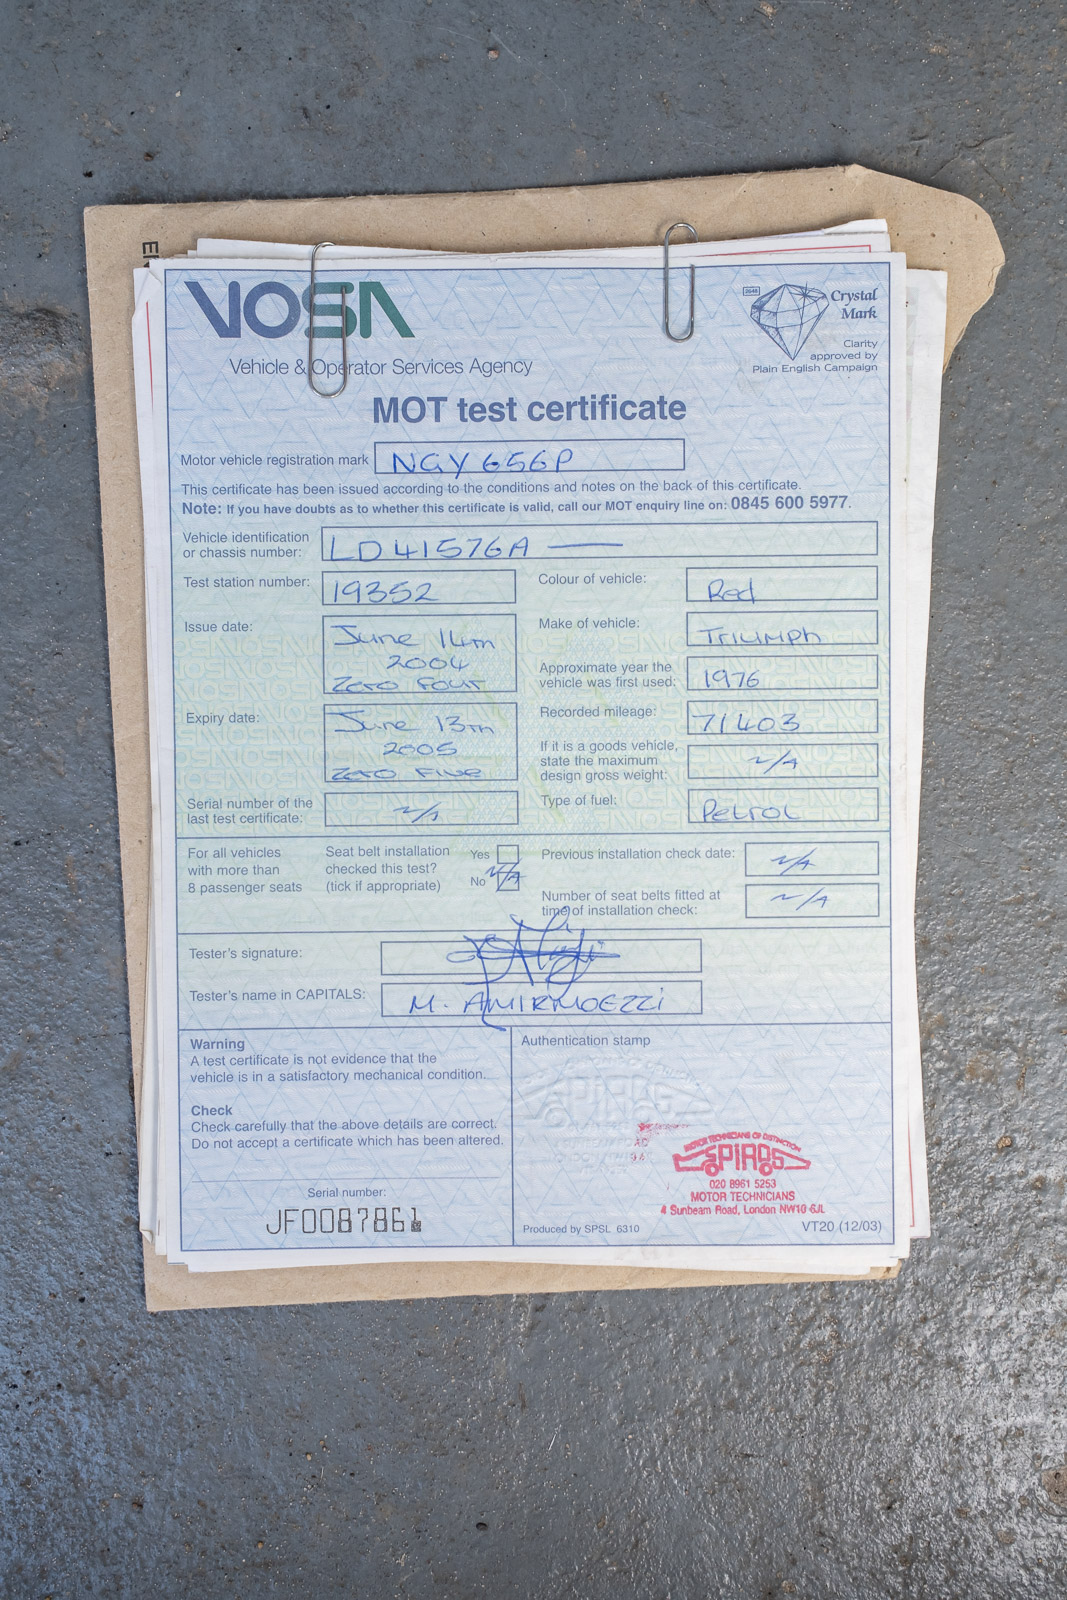 VOSA
Vehicle & Operator Services Agency
Crystal
Mark
Clarity
approved by
Plain English Campaign
MOT test certificate
Motor vehicle registration mark NGY 656P
This certificate has been issued according to the conditions and notes on the back of this certificate.
Note: If you have doubts as to whether this certificate is valid, call our MOT enquiry line on: 0845 600 5977.
Vehicle identification
or chassis number: LD 41576A
Test station number: 19352
Colour of vehicle: Red
Issue date: June 14th
2004
Zero Four
Make of vehicle: Triumph
Approximate year the
vehicle was first used: 1976
Expiry date: June 13th
2005
Zero Five
Recorded mileage: 71403
If it is a goods vehicle,
state the maximum
design gross weight: N/A
Serial number of the
last test certificate: N/A
Type of fuel: Petrol
For all vehicles
with more than
8 passenger seats
Seat belt installation
checked this test?
(tick if appropriate)
Yes
No N/A
Previous installation check date: N/A
Number of seat belts fitted at
time of installation check: N/A
Tester's signature:
Tester's name in CAPITALS: M. AMIRMOEZZI
Warning
A test certificate is not evidence that the
vehicle is in a satisfactory mechanical condition.
Check
Check carefully that the above details are correct.
Do not accept a certificate which has been altered.
Serial number:
JF0087861
Authentication stamp
SPIROS
MOTOR TECHNICIANS OF DISTINCTION
SPIROS
020 8961 5253
MOTOR TECHNICIANS
4 Sunbeam Road, London NW10 6JL
Produced by SPSL 6310
VT20 (12/03)